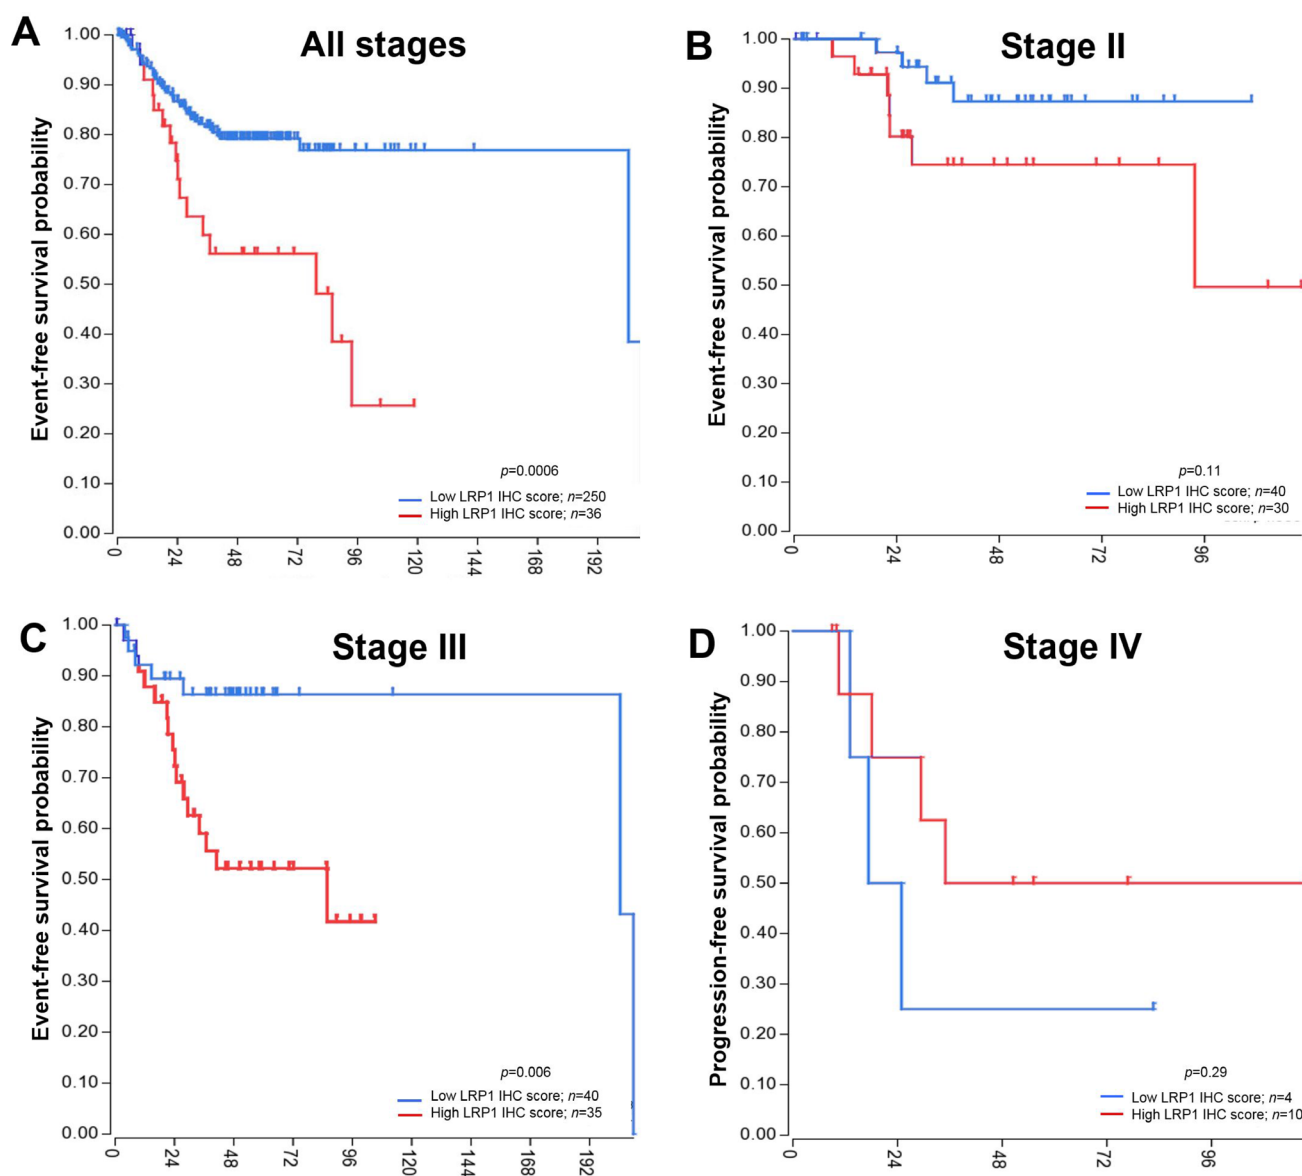 A
All stages
Event-free survival probability
1.00
0.90
0.80
0.70
0.60
0.50
0.40
0.30
0.20
0.10
0.00
p=0.0006
Low LRP1 IHC score; n=250
High LRP1 IHC score; n=36
0 24 48 72 96 120 144 168 192
B
Stage II
Event-free survival probability
1.00
0.90
0.80
0.70
0.60
0.50
0.40
0.30
0.20
0.10
0.00
p=0.11
Low LRP1 IHC score; n=40
High LRP1 IHC score; n=30
0 24 48 72 96
C
Stage III
Event-free survival probability
1.00
0.90
0.80
0.70
0.60
0.50
0.40
0.30
0.20
0.10
0.00
p=0.006
Low LRP1 IHC score; n=40
High LRP1 IHC score; n=35
0 24 48 72 96 120 144 168 192
D
Stage IV
Progression-free survival probability
1.00
0.90
0.80
0.70
0.60
0.50
0.40
0.30
0.20
0.10
0.00
p=0.29
Low LRP1 IHC score; n=4
High LRP1 IHC score; n=10
0 24 48 72 96